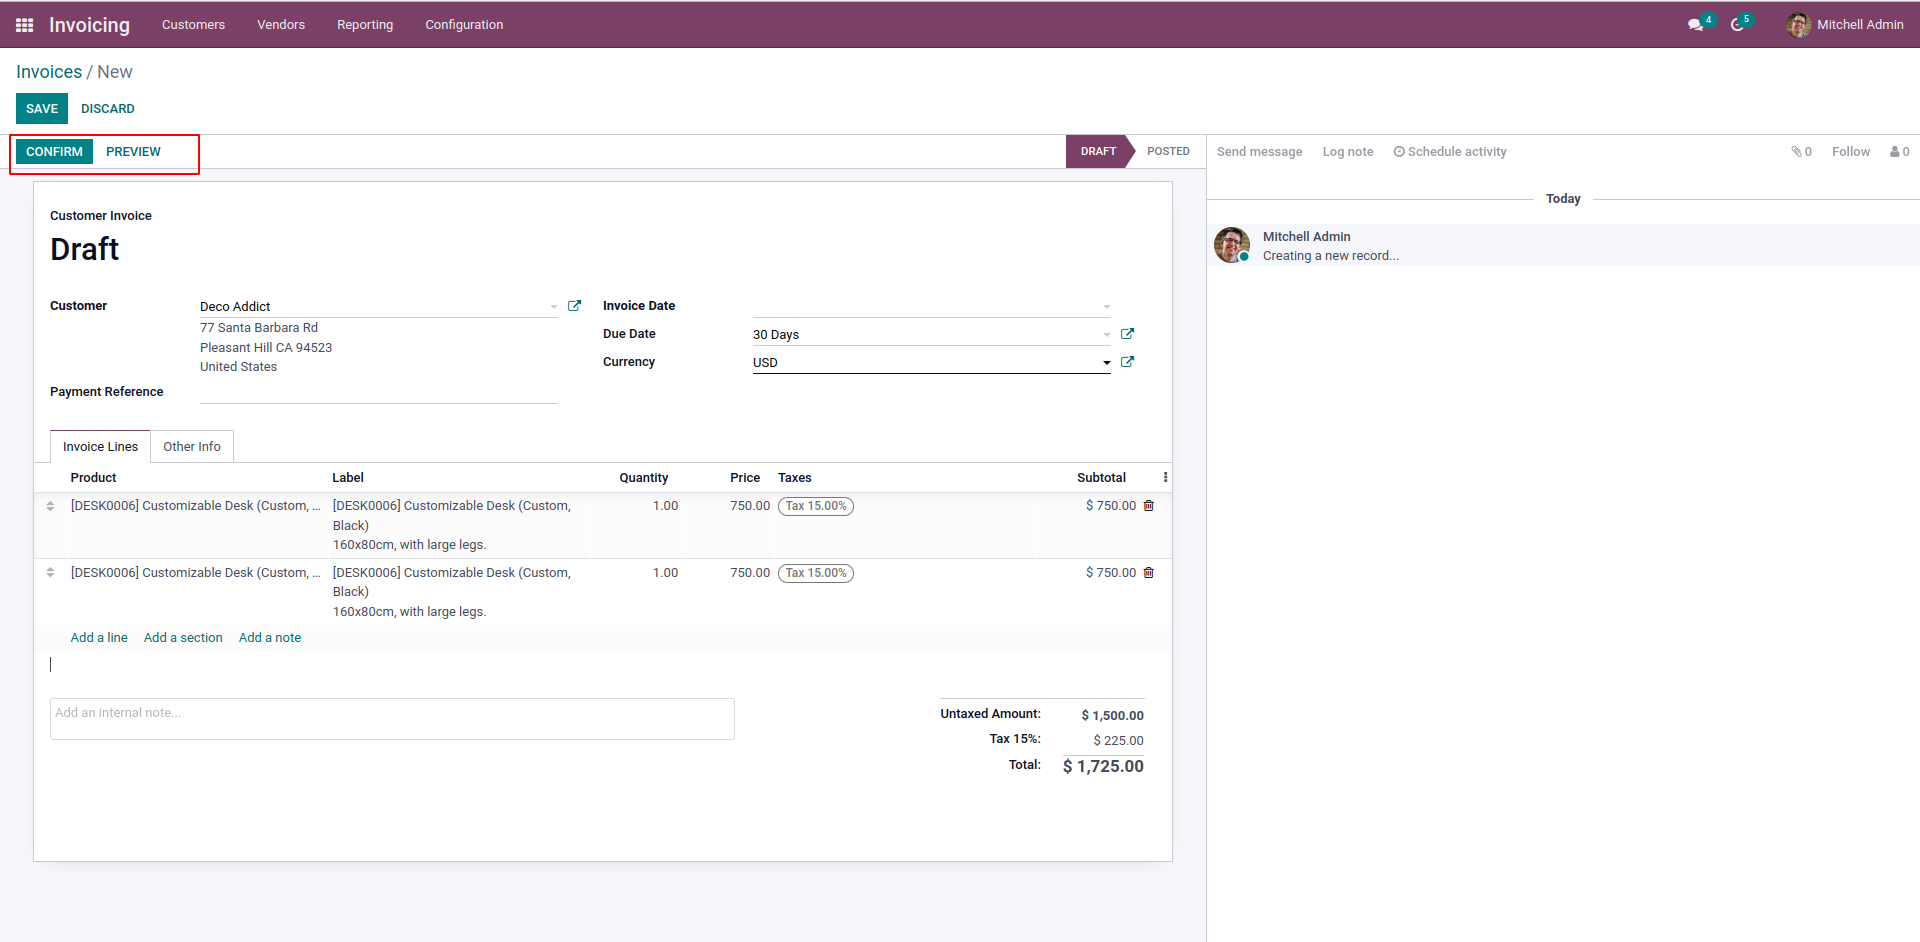 Invoicing Customers Vendors Reporting Configuration 4 5 Mitchell Admin
Invoices / New
SAVE DISCARD
CONFIRM PREVIEW DRAFT POSTED Send message Log note Schedule activity 0 Follow 0
Today
Customer Invoice
Draft
Mitchell Admin
Creating a new record...
Customer Deco Addict Invoice Date
77 Santa Barbara Rd
Pleasant Hill CA 94523
United States
Due Date 30 Days
Currency USD
Payment Reference
Invoice Lines Other Info
Product Label Quantity Price Taxes Subtotal
[DESK0006] Customizable Desk (Custom, ... [DESK0006] Customizable Desk (Custom, 1.00 750.00 Tax 15.00% $ 750.00
Black)
160x80cm, with large legs.
[DESK0006] Customizable Desk (Custom, ... [DESK0006] Customizable Desk (Custom, 1.00 750.00 Tax 15.00% $ 750.00
Black)
160x80cm, with large legs.
Add a line Add a section Add a note
Add an internal note...
Untaxed Amount: $ 1,500.00
Tax 15%: $ 225.00
Total: $ 1,725.00